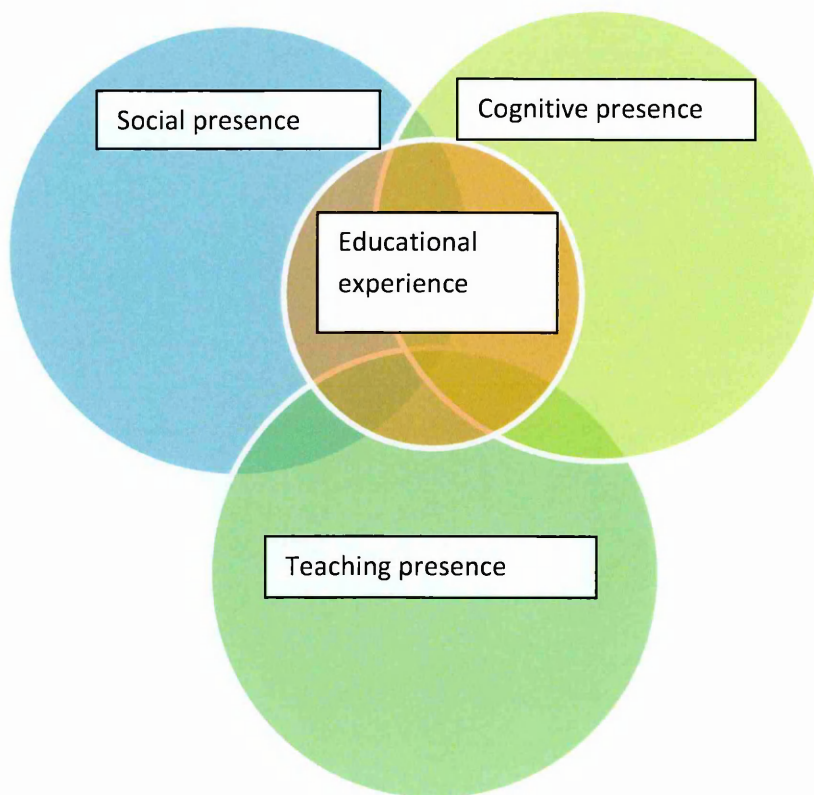 Social presence
Cognitive presence
Educational
experience
Teaching presence